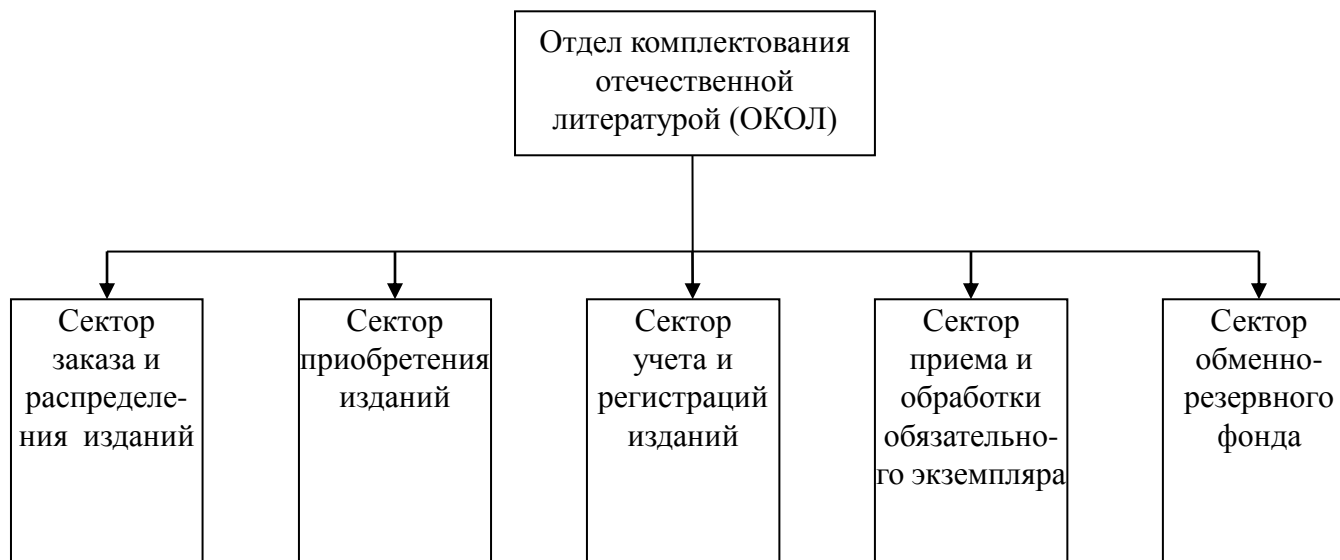 Отдел комплектования
отечественной
литературой (ОКОЛ)
Сектор
заказа и
распределе-
ния изданий
Сектор
приобретения
изданий
Сектор
учета и
регистраций
изданий
Сектор
приема и
обработки
обязательно-
го экземпляра
Сектор
обменно-
резервного
фонда